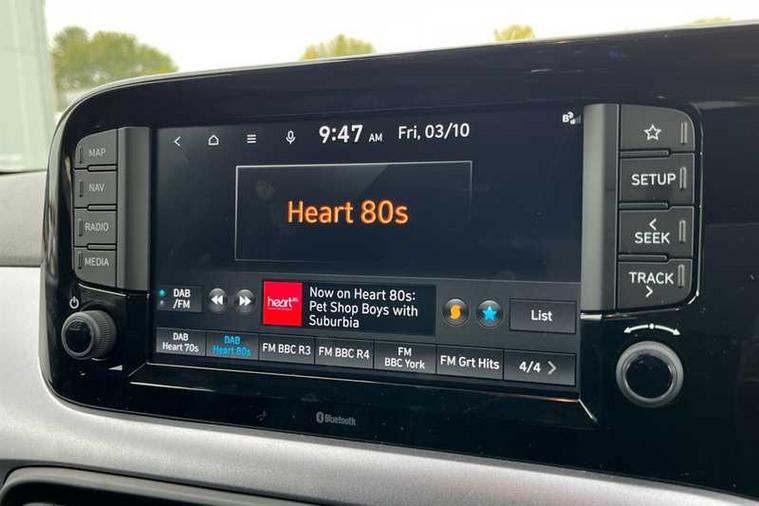 9:47 AM Fri, 03/10
MAP
NAV
RADIO
MEDIA
Heart 80s
DAB
/FM
heart
Now on Heart 80s:
Pet Shop Boys with
Suburbia
List
DAB
Heart 70s
DAB
Heart 80s
FM BBC R3
FM BBC R4
FM
BBC York
FM Grt Hits
4/4 >
SETUP
<
SEEK
TRACK
>
Bluetooth